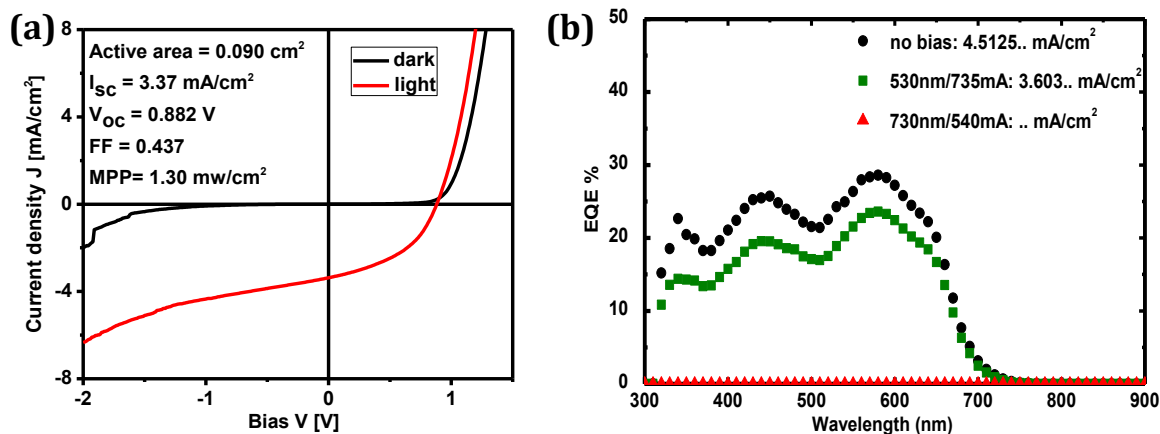 (a)
Active area = 0.090 cm²
I_SC = 3.37 mA/cm²
V_OC = 0.882 V
FF = 0.437
MPP= 1.30 mw/cm²
dark
light
Current density J [mA/cm²]
8
4
0
-4
-8
-2
-1
0
1
Bias V [V]
(b)
no bias: 4.5125.. mA/cm²
530nm/735mA: 3.603.. mA/cm²
730nm/540mA: .. mA/cm²
EQE %
50
40
30
20
10
0
300
400
500
600
700
800
900
Wavelength (nm)